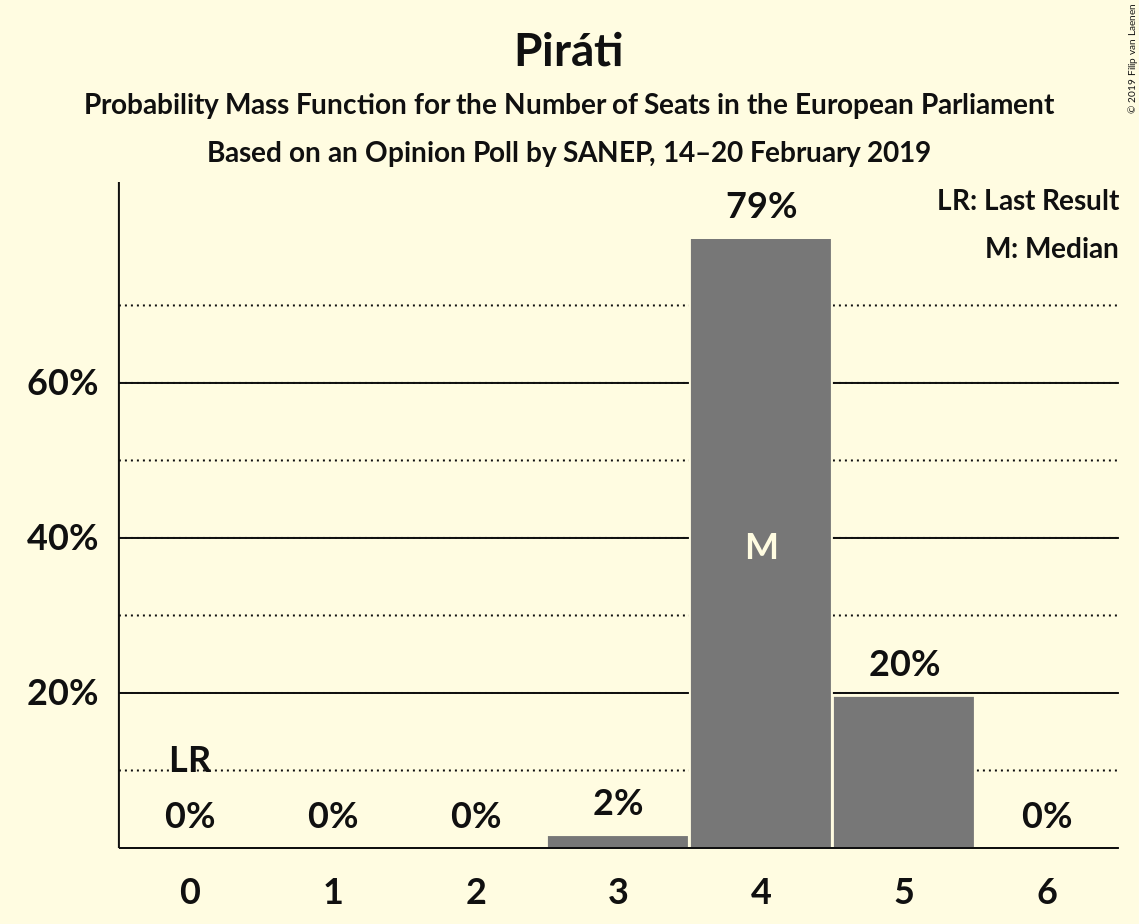 Piráti
Probability Mass Function for the Number of Seats in the European Parliament
Based on an Opinion Poll by SANEP, 14–20 February 2019
© 2019 Filip van Laenen
LR: Last Result
M: Median
79%
60%
40%
M
20%
20%
LR
0%
0%
0%
2%
0%
0
1
2
3
4
5
6